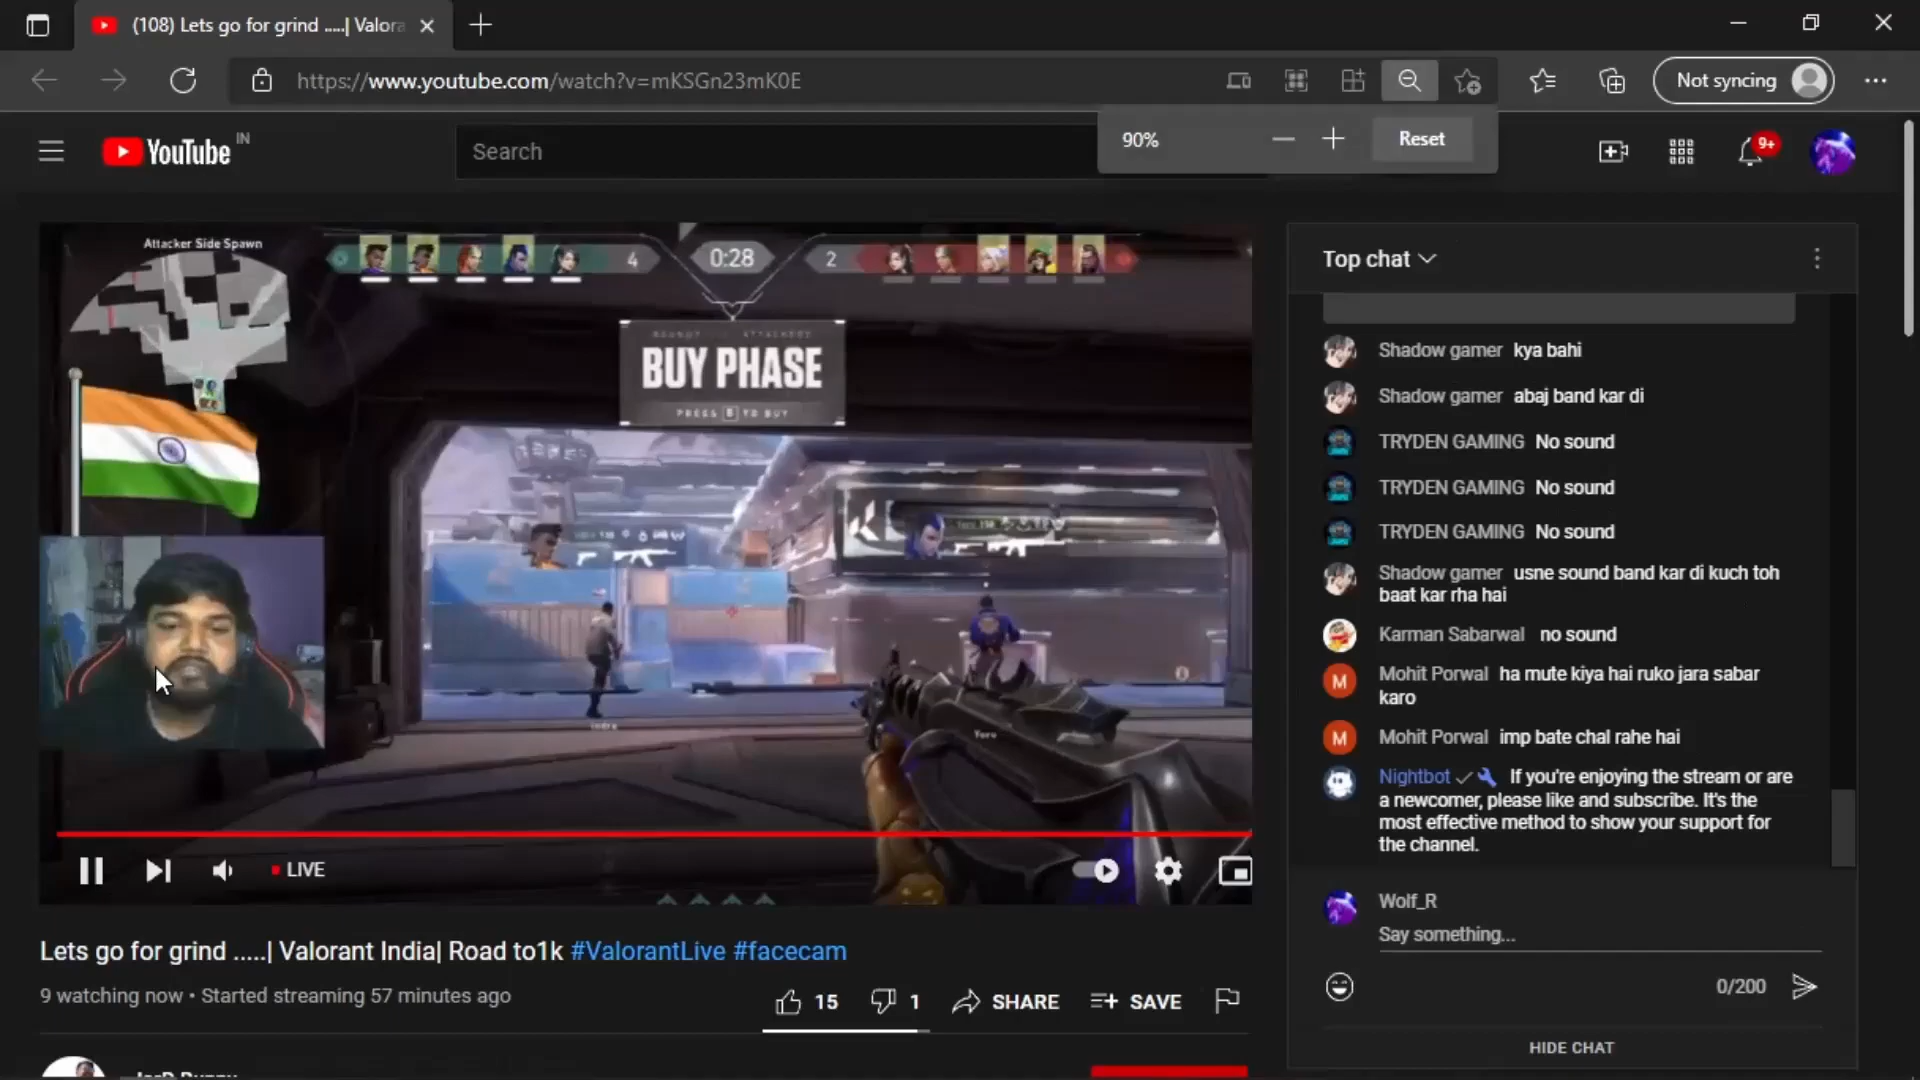 (108) Lets go for grind .....| Valora
https://www.youtube.com/watch?v=mKSGn23mK0E
Not syncing
90%
Reset
YouTube IN
Search
9+
Attacker Side Spawn
4
0:28
2
BUY PHASE
PRESS B TO BUY
Yoru
LIVE
Top chat
Shadow gamer kya bahi
Shadow gamer abaj band kar di
TRYDEN GAMING No sound
TRYDEN GAMING No sound
TRYDEN GAMING No sound
Shadow gamer usne sound band kar di kuch toh
baat kar rha hai
Karman Sabarwal no sound
M Mohit Porwal ha mute kiya hai ruko jara sabar
karo
M Mohit Porwal imp bate chal rahe hai
Nightbot If you're enjoying the stream or are
a newcomer, please like and subscribe. It's the
most effective method to show your support for
the channel.
Wolf_R
Say something...
0/200
HIDE CHAT
Lets go for grind .....| Valorant India| Road to1k #ValorantLive #facecam
9 watching now • Started streaming 57 minutes ago
15
1
SHARE
SAVE